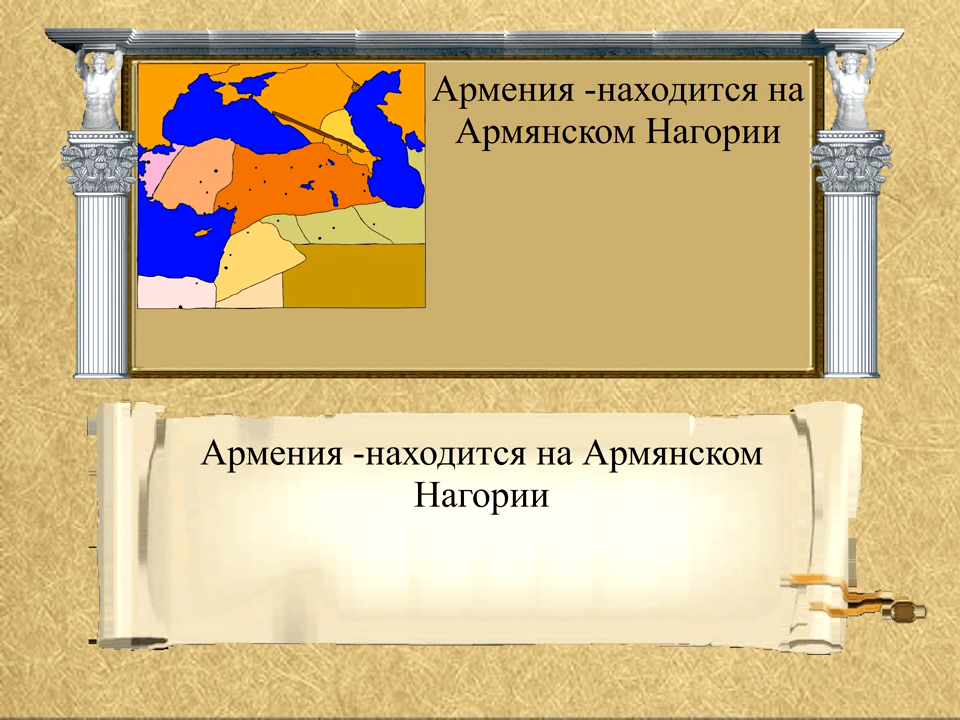 Армения -находится на
Армянском Нагории
Армения -находится на Армянском
Нагории